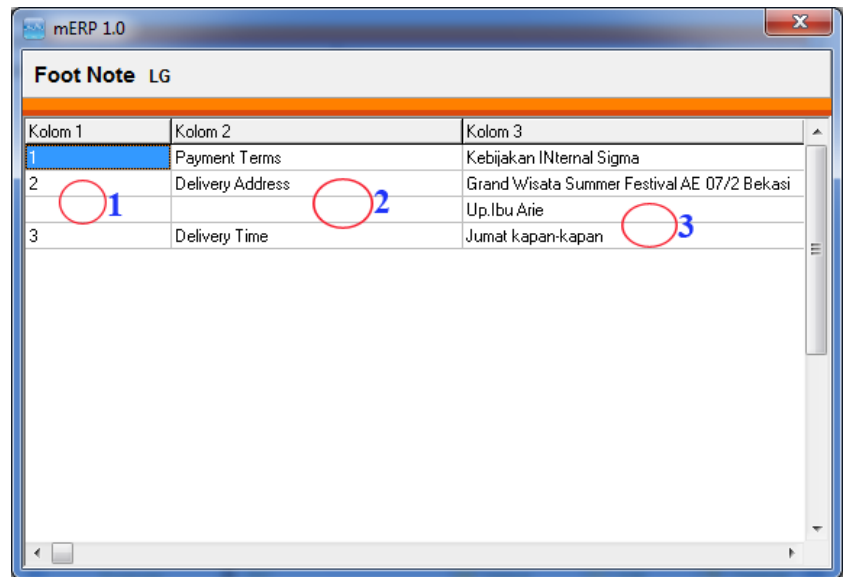 mERP 1.0
Foot Note LG
Kolom 1 Kolom 2 Kolom 3
1 Payment Terms Kebijakan INternal Sigma
2 Delivery Address Grand Wisata Summer Festival AE 07/2 Bekasi
1 2 Up.Ibu Arie
3 Delivery Time Jumat kapan-kapan 3